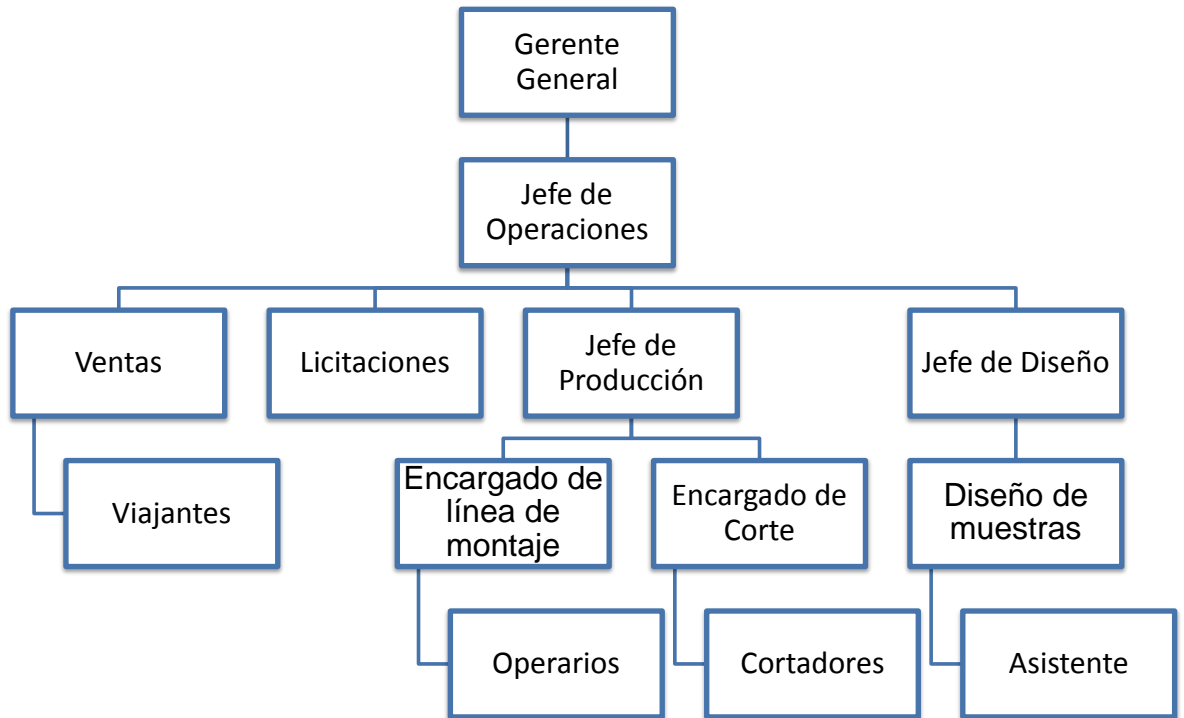 Gerente
General
Jefe de
Operaciones
Ventas
Licitaciones
Jefe de
Producción
Jefe de Diseño
Viajantes
Encargado de
línea de
montaje
Encargado de
Corte
Diseño de
muestras
Operarios
Cortadores
Asistente